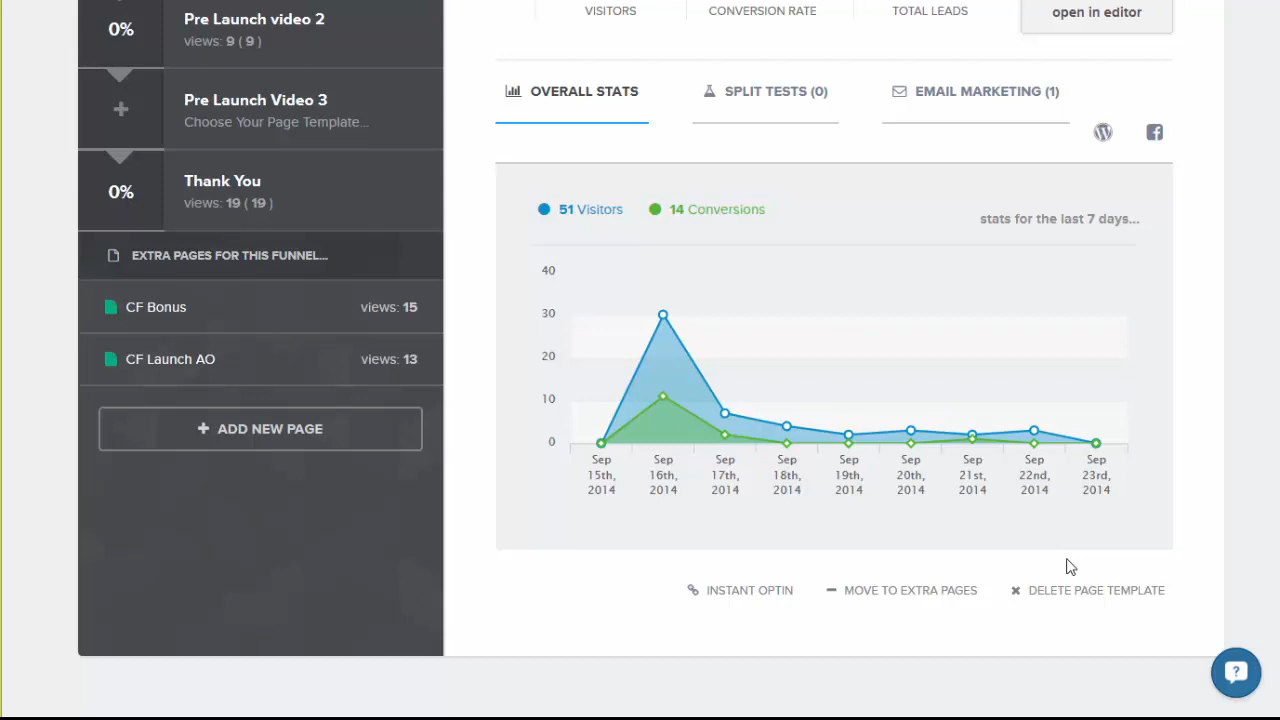 Pre Launch video 2
0%
views: 9 ( 9 )
Pre Launch Video 3
Choose Your Page Template...
Thank You
0%
views: 19 ( 19 )
EXTRA PAGES FOR THIS FUNNEL...
CF Bonus views: 15
CF Launch AO views: 13
+ ADD NEW PAGE
VISITORS CONVERSION RATE TOTAL LEADS
open in editor
OVERALL STATS SPLIT TESTS (0) EMAIL MARKETING (1)
51 Visitors 14 Conversions
stats for the last 7 days...
40
30
20
10
0
Sep 15th, 2014
Sep 16th, 2014
Sep 17th, 2014
Sep 18th, 2014
Sep 19th, 2014
Sep 20th, 2014
Sep 21st, 2014
Sep 22nd, 2014
Sep 23rd, 2014
INSTANT OPTIN MOVE TO EXTRA PAGES DELETE PAGE TEMPLATE